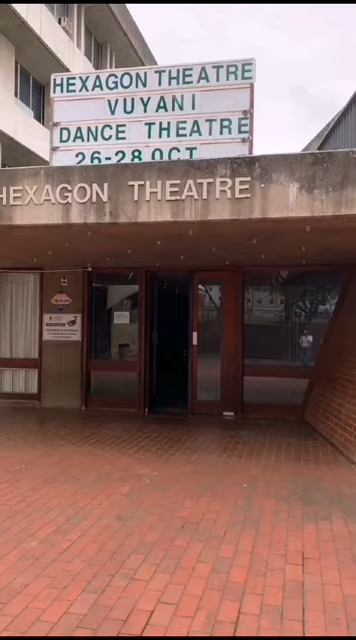 HEXAGON THEATRE
VUYANI
DANCE THEATRE
26-28 OCT
HEXAGON THEATRE